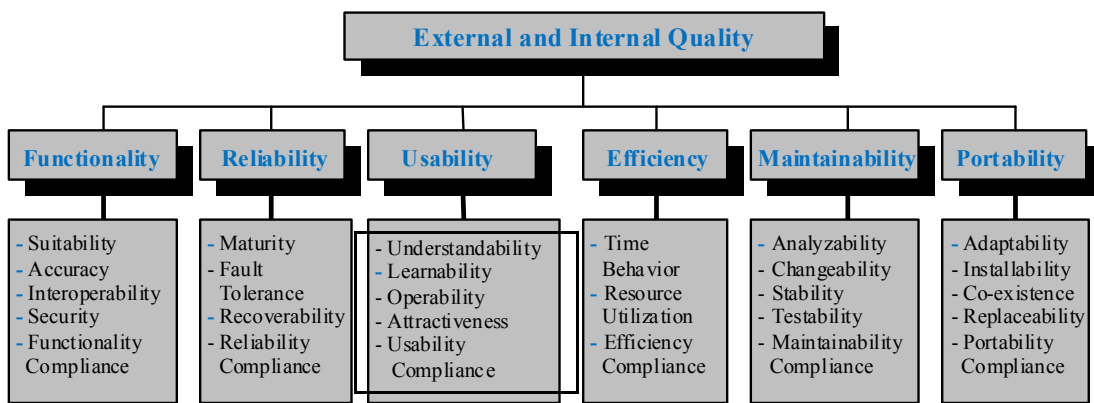 External and Internal Quality
Functionality
Reliability
Usability
Efficiency
Maintainability
Portability
- Suitability
- Accuracy
- Interoperability
- Security
- Functionality
Compliance
- Maturity
- Fault
Tolerance
- Recoverability
- Reliability
Compliance
- Understandability
- Learnability
- Operability
- Attractiveness
- Usability
Compliance
- Time
Behavior
- Resource
Utilization
- Efficiency
Compliance
- Analyzability
- Changeability
- Stability
- Testability
- Maintainability
Compliance
- Adaptability
- Installability
- Co-existence
- Replaceability
- Portability
Compliance